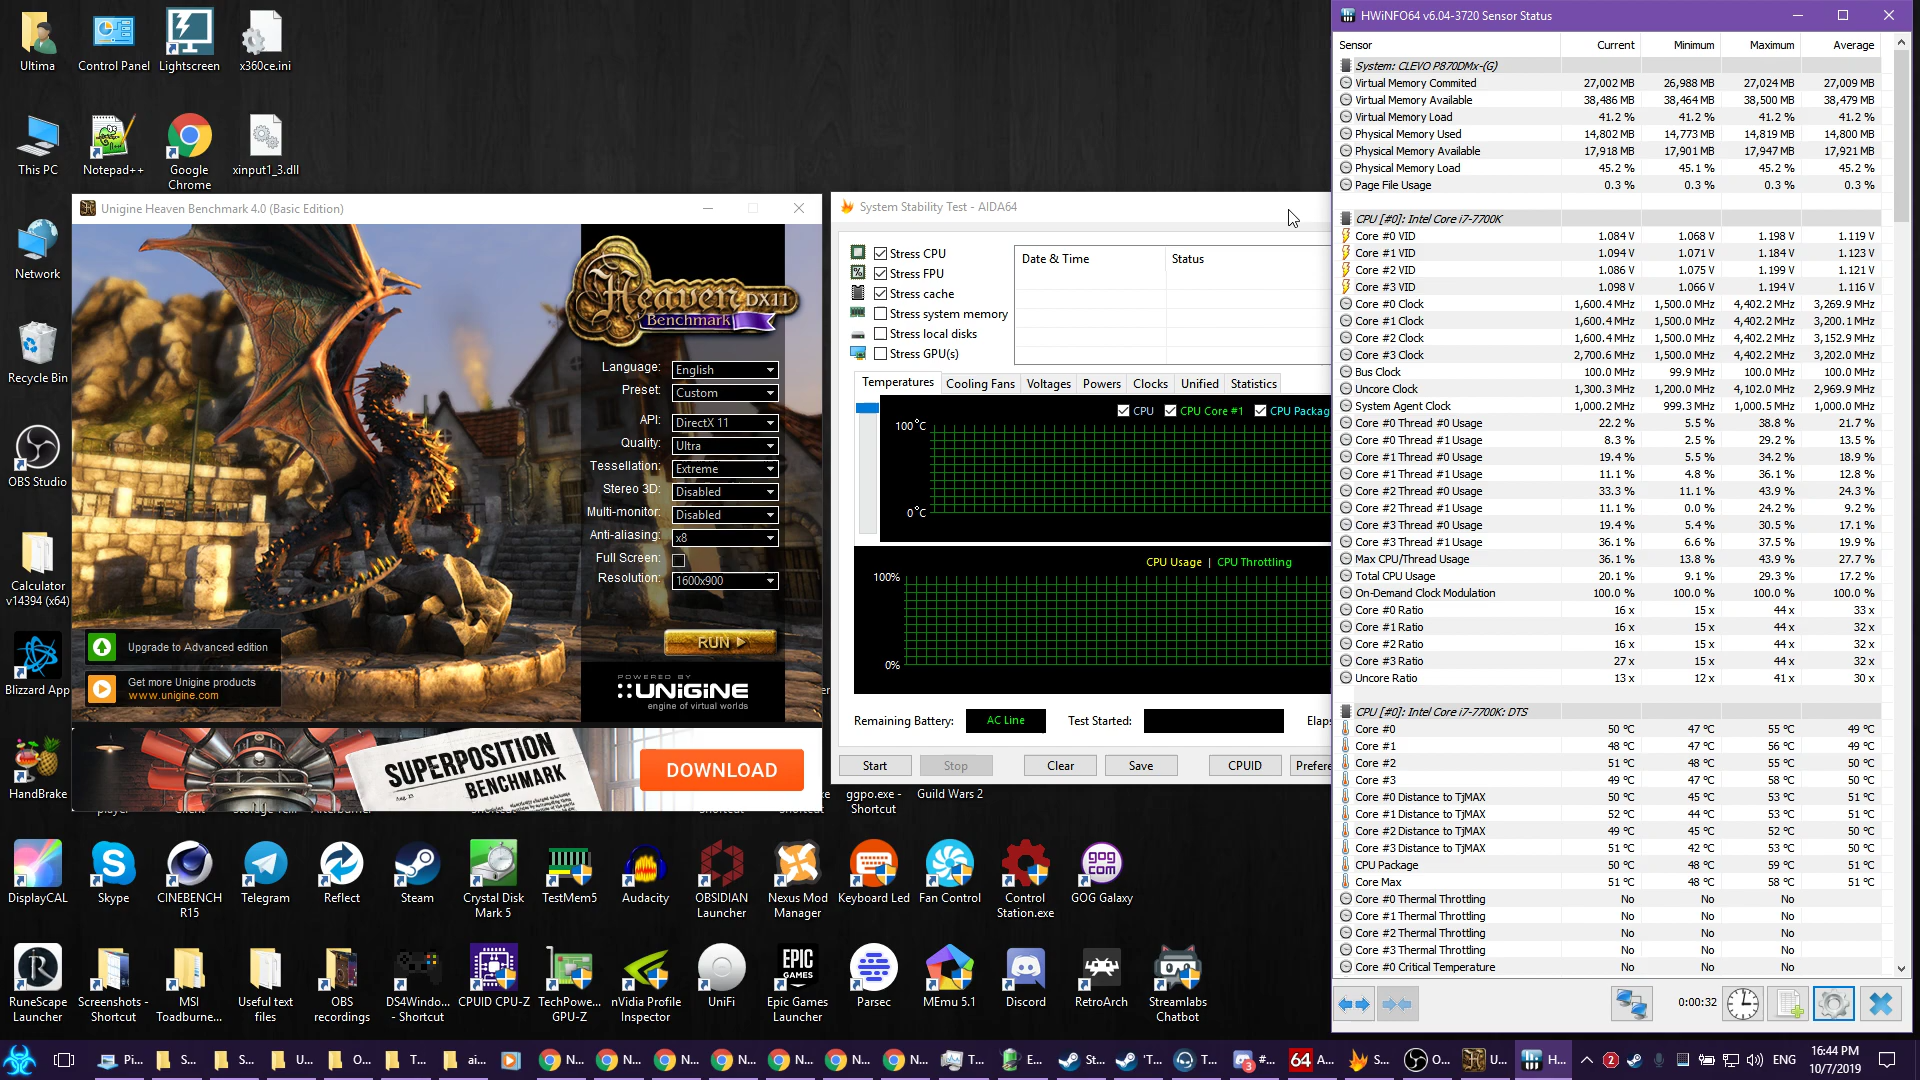 Ultima
Control Panel
Lightscreen
x360ce.ini
This PC
Notepad++
Google Chrome
xinput1_3.dll
Network
Recycle Bin
OBS Studio
Calculator v14394 (x64)
Blizzard App
HandBrake
Unigine Heaven Benchmark 4.0 (Basic Edition)
Heaven DX11
Benchmark
Language: English
Preset: Custom
API: DirectX 11
Quality: Ultra
Tessellation: Extreme
Stereo 3D: Disabled
Multi-monitor: Disabled
Anti-aliasing: x8
Full Screen:
Resolution: 1600x900
RUN
Upgrade to Advanced edition
Get more Unigine products
www.unigine.com
POWERED BY
UNiGiNE
engine of virtual worlds
SUPERPOSITION
BENCHMARK
DOWNLOAD
System Stability Test - AIDA64
Stress CPU
Stress FPU
Stress cache
Stress system memory
Stress local disks
Stress GPU(s)
Date & Time Status
Temperatures Cooling Fans Voltages Powers Clocks Unified Statistics
CPU CPU Core #1 CPU Packag
100°C
0°C
CPU Usage | CPU Throttling
100%
0%
Remaining Battery: AC Line Test Started: Elaps
Start Stop Clear Save CPUID Prefere
ggpo.exe - Shortcut
Guild Wars 2
DisplayCAL
Skype
CINEBENCH R15
Telegram
Reflect
Steam
Crystal Disk Mark 5
TestMem5
Audacity
OBSIDIAN Launcher
Nexus Mod Manager
Keyboard Led
Fan Control
Control Station.exe
GOG Galaxy
RuneScape Launcher
Screenshots - Shortcut
MSI Toadburne...
Useful text files
OBS recordings
DS4Windo... - Shortcut
CPUID CPU-Z
TechPowe... GPU-Z
nVidia Profile Inspector
UniFi
Epic Games Launcher
Parsec
MEmu 5.1
Discord
RetroArch
Streamlabs Chatbot
HWiNFO64 v6.04-3720 Sensor Status
Sensor Current Minimum Maximum Average
System: CLEVO P870DMx-(G)
Virtual Memory Commited 27,002 MB 26,988 MB 27,024 MB 27,009 MB
Virtual Memory Available 38,486 MB 38,464 MB 38,500 MB 38,479 MB
Virtual Memory Load 41.2 % 41.2 % 41.2 % 41.2 %
Physical Memory Used 14,802 MB 14,773 MB 14,819 MB 14,800 MB
Physical Memory Available 17,918 MB 17,901 MB 17,947 MB 17,921 MB
Physical Memory Load 45.2 % 45.1 % 45.2 % 45.2 %
Page File Usage 0.3 % 0.3 % 0.3 % 0.3 %
CPU [#0]: Intel Core i7-7700K
Core #0 VID 1.084 V 1.068 V 1.198 V 1.119 V
Core #1 VID 1.094 V 1.071 V 1.184 V 1.123 V
Core #2 VID 1.086 V 1.075 V 1.199 V 1.121 V
Core #3 VID 1.098 V 1.066 V 1.194 V 1.116 V
Core #0 Clock 1,600.4 MHz 1,500.0 MHz 4,402.2 MHz 3,269.9 MHz
Core #1 Clock 1,600.4 MHz 1,500.0 MHz 4,402.2 MHz 3,200.1 MHz
Core #2 Clock 1,600.4 MHz 1,500.0 MHz 4,402.2 MHz 3,152.9 MHz
Core #3 Clock 2,700.6 MHz 1,500.0 MHz 4,402.2 MHz 3,202.0 MHz
Bus Clock 100.0 MHz 99.9 MHz 100.0 MHz 100.0 MHz
Uncore Clock 1,300.3 MHz 1,200.0 MHz 4,102.0 MHz 2,969.9 MHz
System Agent Clock 1,000.2 MHz 999.3 MHz 1,000.5 MHz 1,000.0 MHz
Core #0 Thread #0 Usage 22.2 % 5.5 % 38.8 % 21.7 %
Core #0 Thread #1 Usage 8.3 % 2.5 % 29.2 % 13.5 %
Core #1 Thread #0 Usage 19.4 % 5.5 % 34.2 % 18.9 %
Core #1 Thread #1 Usage 11.1 % 4.8 % 36.1 % 12.8 %
Core #2 Thread #0 Usage 33.3 % 11.1 % 43.9 % 24.3 %
Core #2 Thread #1 Usage 11.1 % 0.0 % 24.2 % 9.2 %
Core #3 Thread #0 Usage 19.4 % 5.4 % 30.5 % 17.1 %
Core #3 Thread #1 Usage 36.1 % 6.6 % 37.5 % 19.9 %
Max CPU/Thread Usage 36.1 % 13.8 % 43.9 % 27.7 %
Total CPU Usage 20.1 % 9.1 % 29.3 % 17.2 %
On-Demand Clock Modulation 100.0 % 100.0 % 100.0 % 100.0 %
Core #0 Ratio 16 x 15 x 44 x 33 x
Core #1 Ratio 16 x 15 x 44 x 32 x
Core #2 Ratio 16 x 15 x 44 x 32 x
Core #3 Ratio 27 x 15 x 44 x 32 x
Uncore Ratio 13 x 12 x 41 x 30 x
CPU [#0]: Intel Core i7-7700K: DTS
Core #0 50 °C 47 °C 55 °C 49 °C
Core #1 48 °C 47 °C 56 °C 49 °C
Core #2 51 °C 48 °C 55 °C 50 °C
Core #3 49 °C 47 °C 58 °C 50 °C
Core #0 Distance to TjMAX 50 °C 45 °C 53 °C 51 °C
Core #1 Distance to TjMAX 52 °C 44 °C 53 °C 51 °C
Core #2 Distance to TjMAX 49 °C 45 °C 52 °C 50 °C
Core #3 Distance to TjMAX 51 °C 42 °C 53 °C 50 °C
CPU Package 50 °C 48 °C 59 °C 51 °C
Core Max 51 °C 48 °C 58 °C 51 °C
Core #0 Thermal Throttling No No No
Core #1 Thermal Throttling No No No
Core #2 Thermal Throttling No No No
Core #3 Thermal Throttling No No No
Core #0 Critical Temperature No No No
0:00:32
Pi... S... S... U... O... T... ai... N... N... N... N... N... N... N... T... E... St... 'T... T... #... A... S... O... U... H...
ENG
16:44 PM
10/7/2019